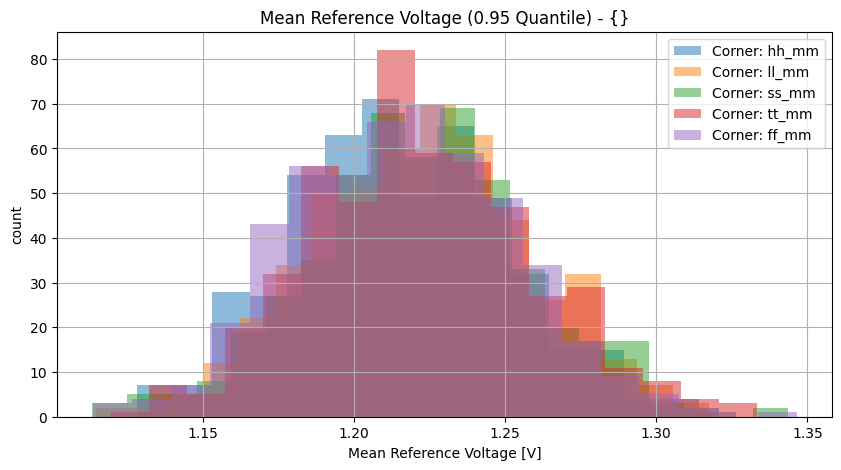 Mean Reference Voltage (0.95 Quantile) - {}
Corner: hh_mm
Corner: ll_mm
Corner: ss_mm
Corner: tt_mm
Corner: ff_mm
80
70
60
50
40
30
20
10
0
count
1.15 1.20 1.25 1.30 1.35
Mean Reference Voltage [V]